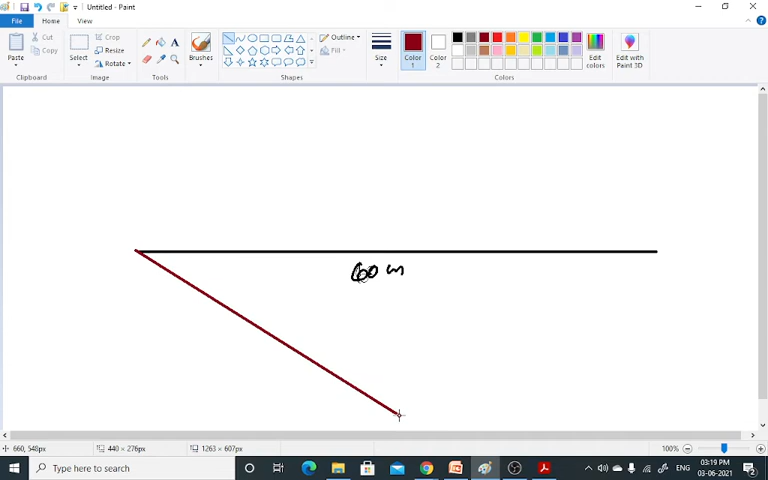 Untitled - Paint
File Home View
Paste
Cut
Copy
Clipboard
Select
Crop
Resize
Rotate
Image
A
Tools
Brushes
Outline
Fill
Shapes
Size
Color 1
Color 2
Edit colors
Colors
Edit with Paint 3D
60 m
660, 548px
440 × 276px
1263 × 607px
100%
Type here to search
ENG
03:19 PM
03-06-2021
2